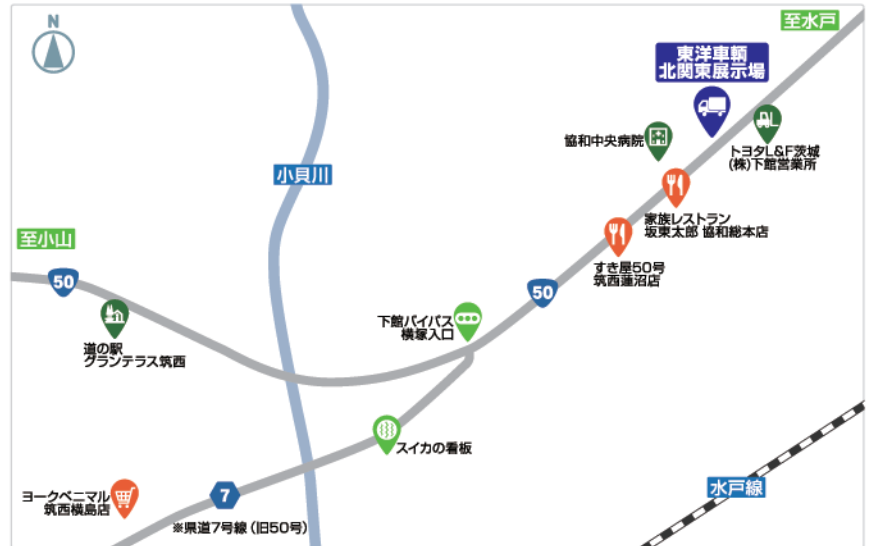 N
至水戸
東洋車輌
北関東展示場
協和中央病院
トヨタL&F茨城
(株)下館営業所
小貝川
家族レストラン
坂東太郎 協和総本店
至小山
すき屋50号
筑西蓮沼店
50
50
下館バイパス
横塚入口
道の駅
グランテラス筑西
スイカの看板
ヨークベニマル
筑西横島店
7
水戸線
※県道7号線(旧50号)